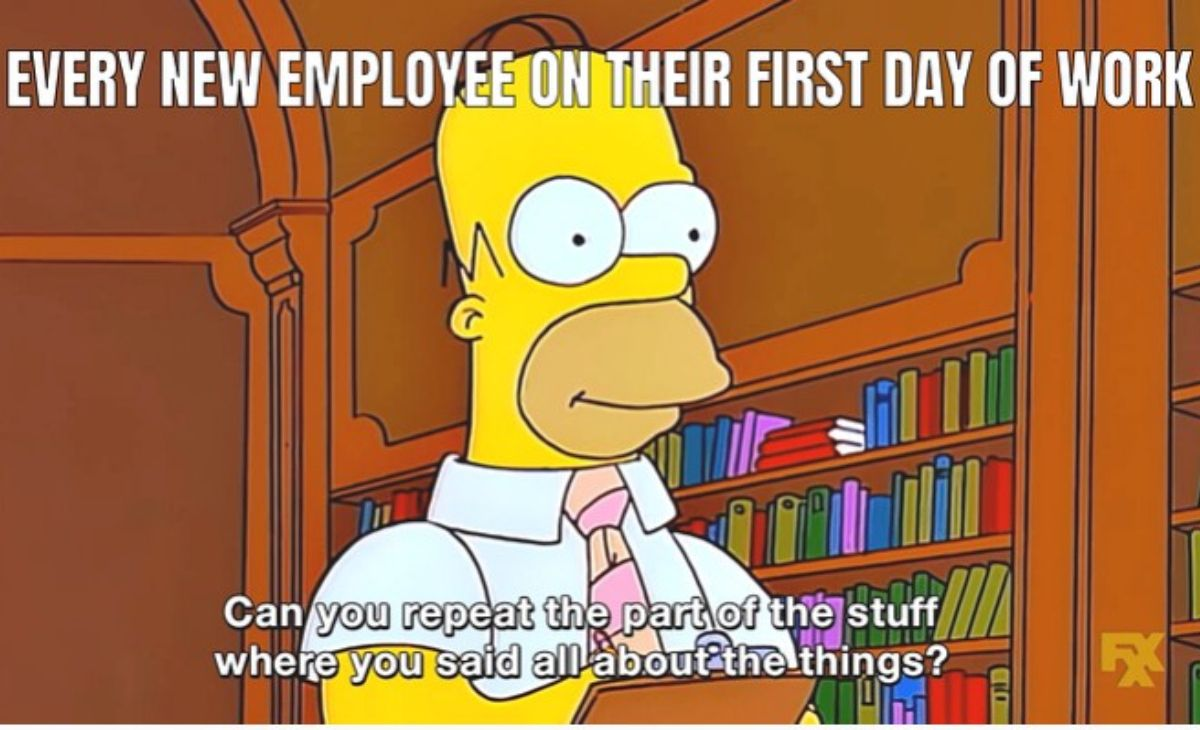 EVERY NEW EMPLOYEE ON THEIR FIRST DAY OF WORK
Can you repeat the part of the stuff
where you said all about the things?
FX